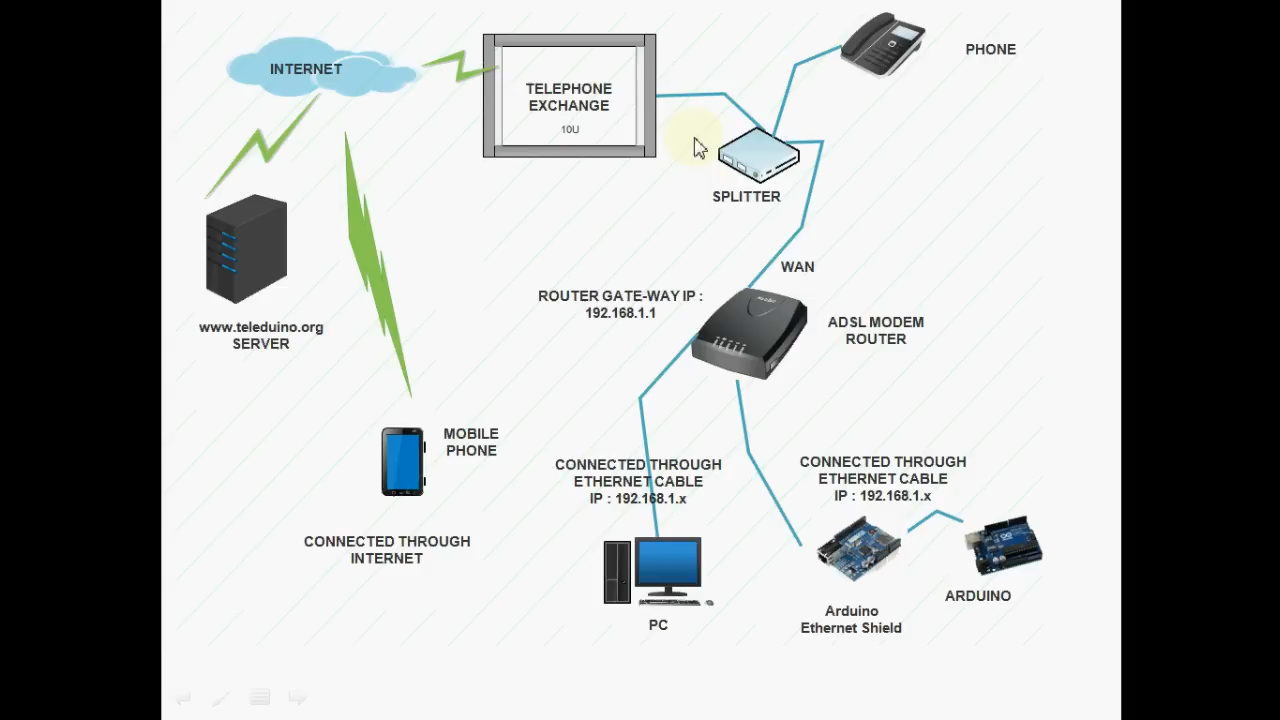 INTERNET
TELEPHONE
EXCHANGE
10U
PHONE
SPLITTER
WAN
ROUTER GATE-WAY IP :
192.168.1.1
ADSL MODEM
ROUTER
www.teleduino.org
SERVER
MOBILE
PHONE
CONNECTED THROUGH
INTERNET
CONNECTED THROUGH
ETHERNET CABLE
IP : 192.168.1.x
CONNECTED THROUGH
ETHERNET CABLE
IP : 192.168.1.x
PC
Arduino
Ethernet Shield
ARDUINO